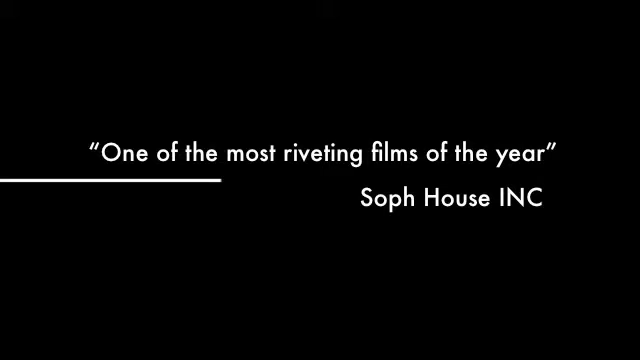 “One of the most riveting films of the year”
Soph House INC